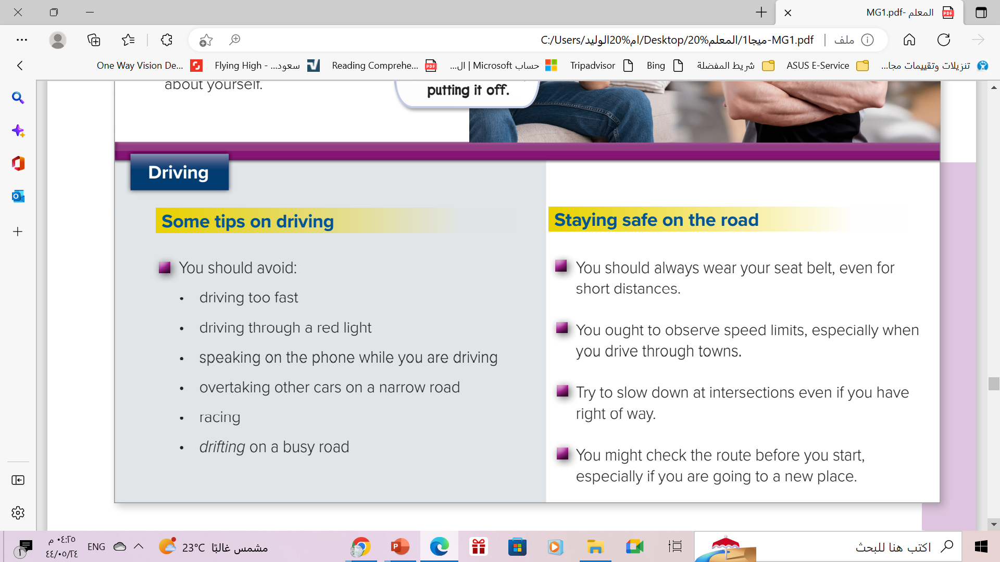 المعلم -MG1.pdf
C:/Users/ام%20الوليد/Desktop/20%المعلم/ميجا1-MG1.pdf
ملف
One Way Vision De...
Flying High - سعود...
Reading Comprehe...
حساب Microsoft | ال...
Tripadvisor
Bing
شريط المفضلة
ASUS E-Service
تنزيلات وتقييمات مجا...
about yourself.
putting it off.
Driving
Some tips on driving
You should avoid:
• driving too fast
• driving through a red light
• speaking on the phone while you are driving
• overtaking other cars on a narrow road
• racing
• drifting on a busy road
Staying safe on the road
You should always wear your seat belt, even for
short distances.
You ought to observe speed limits, especially when
you drive through towns.
Try to slow down at intersections even if you have
right of way.
You might check the route before you start,
especially if you are going to a new place.
٠٤:٢٥ م
٤٤/٠٥/٢٤
ENG
23°C مشمس غالبًا
اكتب هنا للبحث